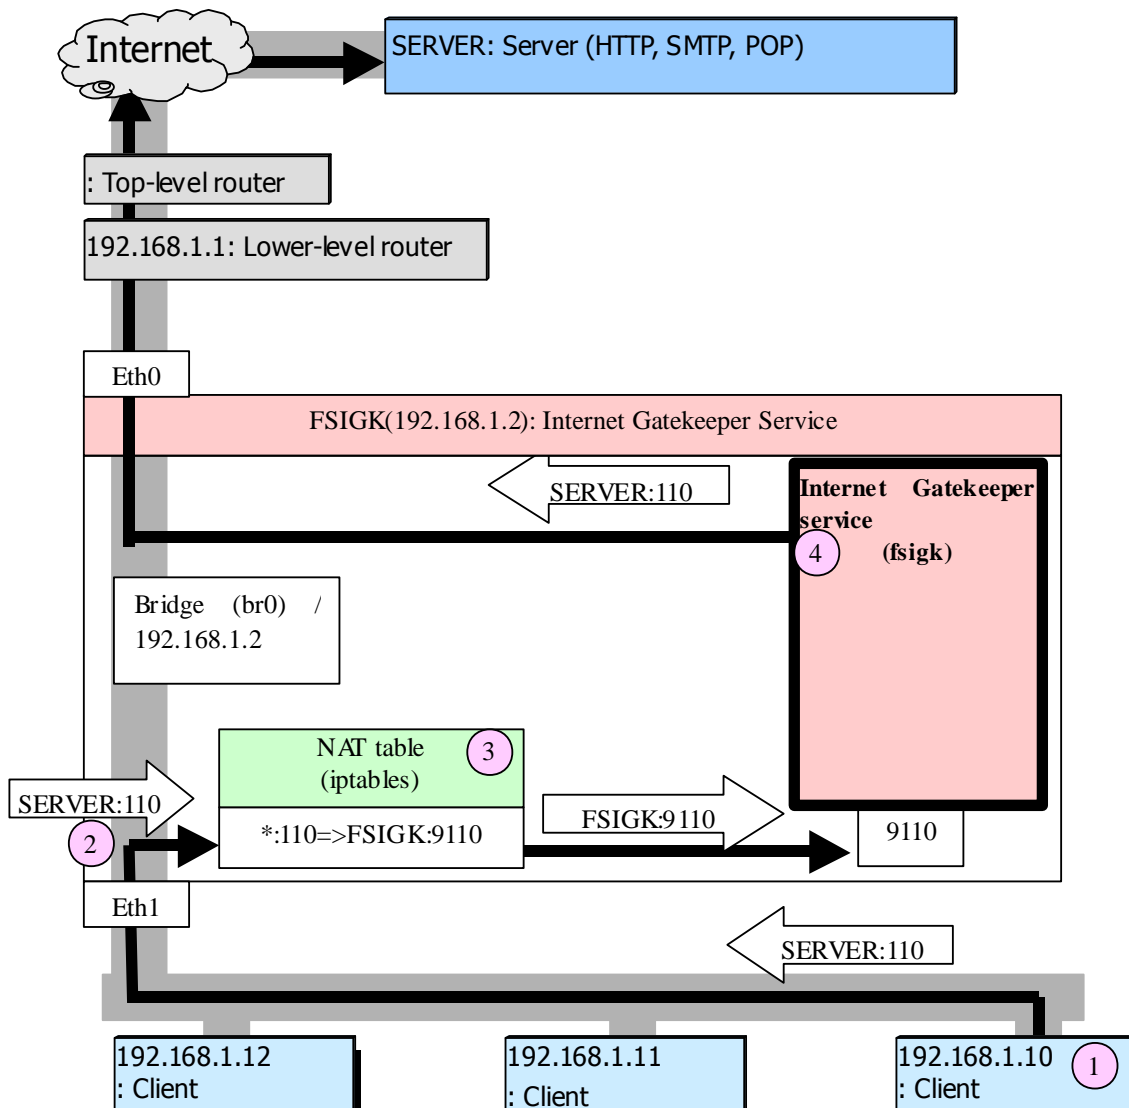 Internet
SERVER: Server (HTTP, SMTP, POP)
: Top-level router
192.168.1.1: Lower-level router
Eth0
FSIGK(192.168.1.2): Internet Gatekeeper Service
SERVER:110
Internet Gatekeeper
service
(fsigk)
4
Bridge (br0) /
192.168.1.2
NAT table
(iptables)
3
SERVER:110
2
*:110=>FSIGK:9110
FSIGK:9110
9110
Eth1
SERVER:110
192.168.1.12
: Client
192.168.1.11
: Client
192.168.1.10
: Client
1